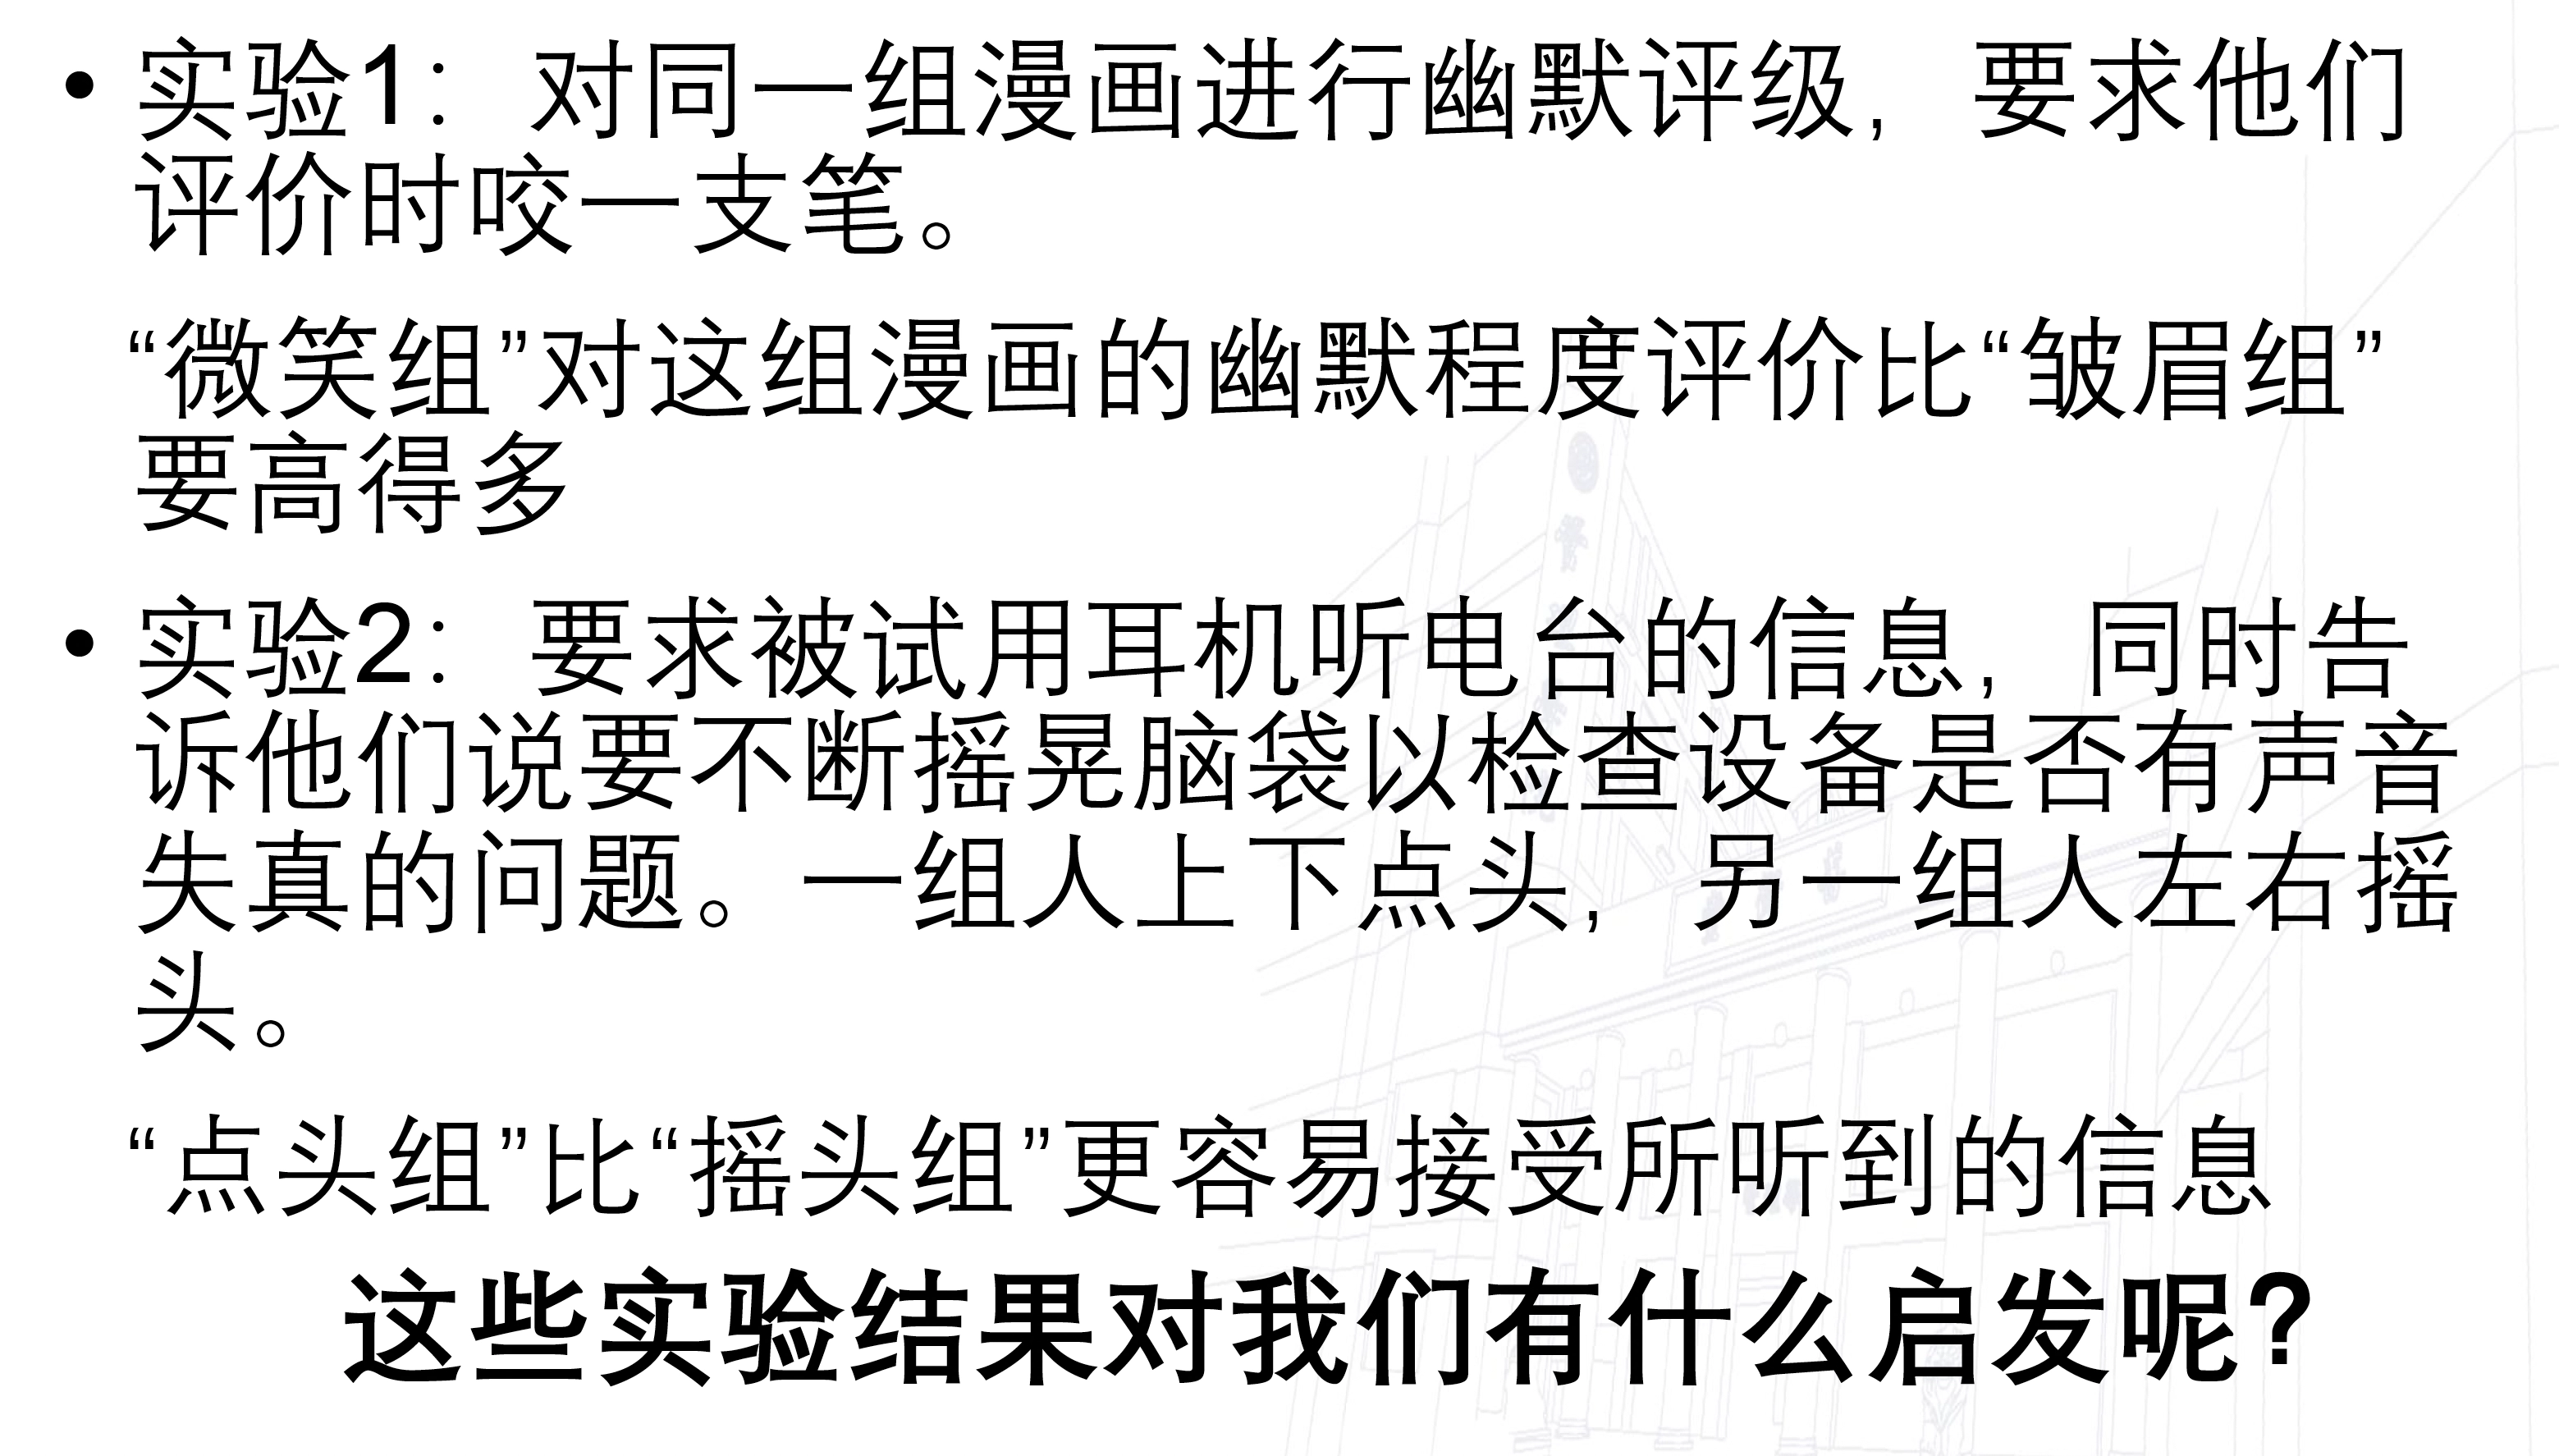 • 实验1：对同一组漫画进行幽默评级，要求他们
评价时咬一支笔。
“微笑组”对这组漫画的幽默程度评价比“皱眉组”
要高得多
• 实验2：要求被试用耳机听电台的信息，同时告
诉他们说要不断摇晃脑袋以检查设备是否有声音
失真的问题。一组人上下点头，另一组人左右摇
头。
“点头组”比“摇头组”更容易接受所听到的信息
这些实验结果对我们有什么启发呢？